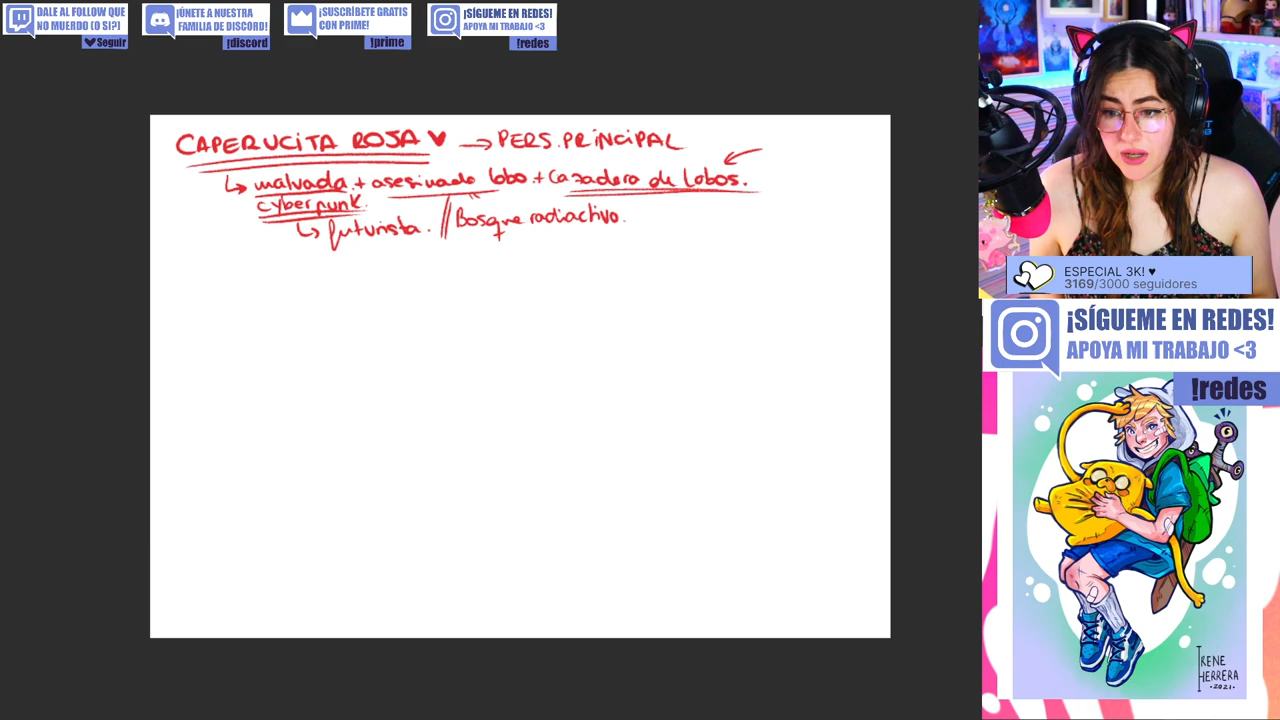 DALE AL FOLLOW QUE
NO MUERDO (O SI?)
Seguir
¡ÚNETE A NUESTRA
FAMILIA DE DISCORD!
!discord
¡SUSCRÍBETE GRATIS
CON PRIME!
!prime
¡SÍGUEME EN REDES!
APOYA MI TRABAJO <3
!redes
CAPERUCITA ROJA ♥ → PERS. PRINCIPAL
↳ malvada + asesinado lobo + Cazadora de lobos.
cyberpunk.
↳ futurista. // Bosque radiactivo.
ESPECIAL 3K! ♥
3169/3000 seguidores
¡SÍGUEME EN REDES!
APOYA MI TRABAJO <3
!redes
IRENE
HERRERA
·2021·